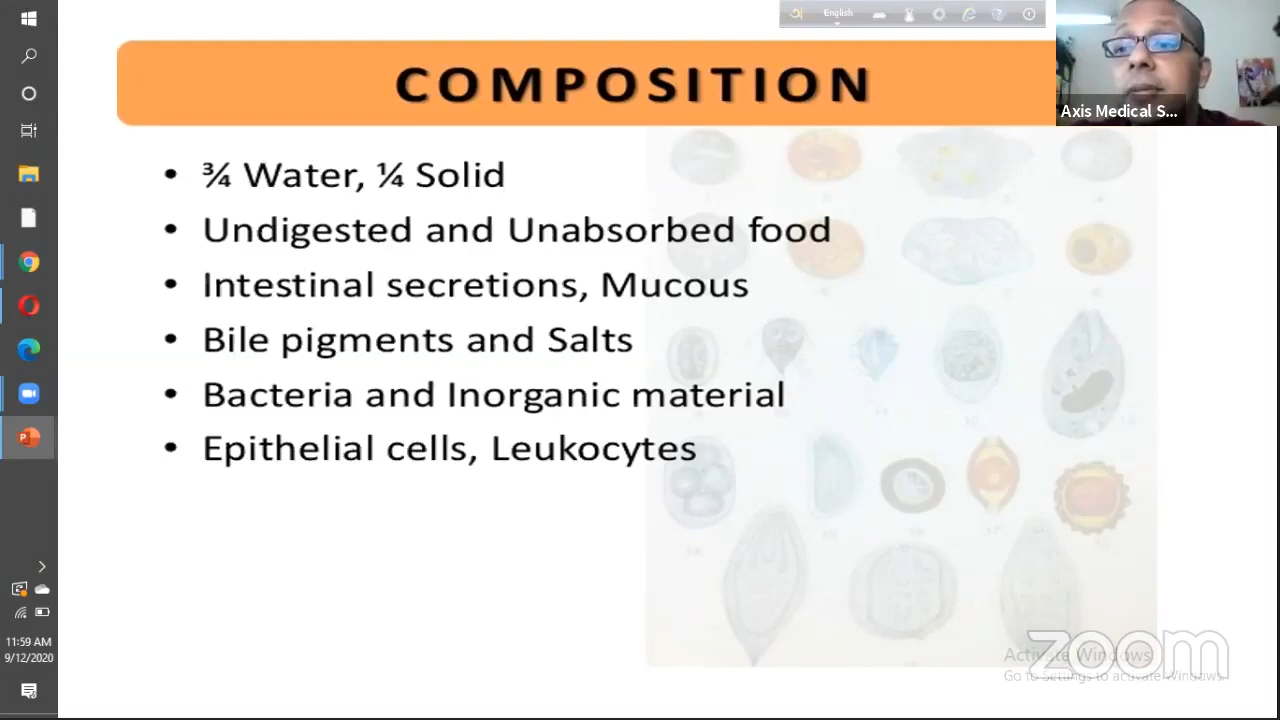 English
COMPOSITION
Axis Medical S...
• ¾ Water, ¼ Solid
• Undigested and Unabsorbed food
• Intestinal secretions, Mucous
• Bile pigments and Salts
• Bacteria and Inorganic material
• Epithelial cells, Leukocytes
11:59 AM
9/12/2020
zoom
Activate Windows
Go to Settings to activate Windows.